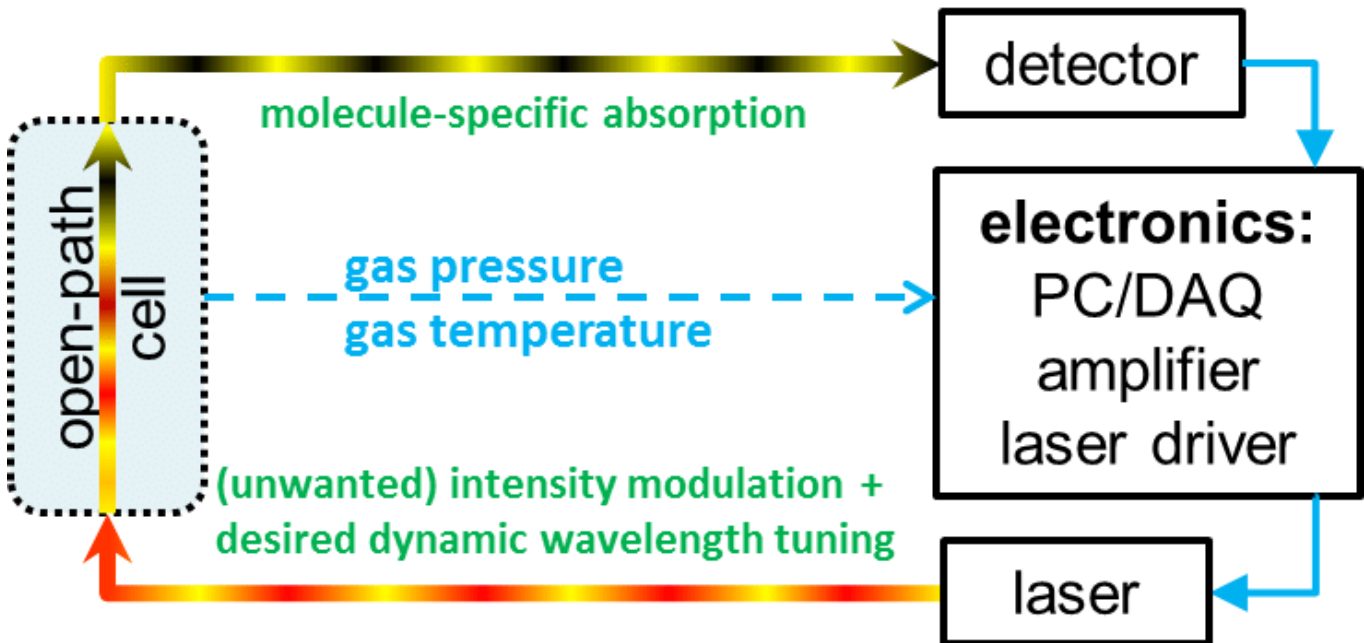 detector
molecule-specific absorption
open-path
cell
gas pressure
gas temperature
electronics:
PC/DAQ
amplifier
laser driver
(unwanted) intensity modulation +
desired dynamic wavelength tuning
laser